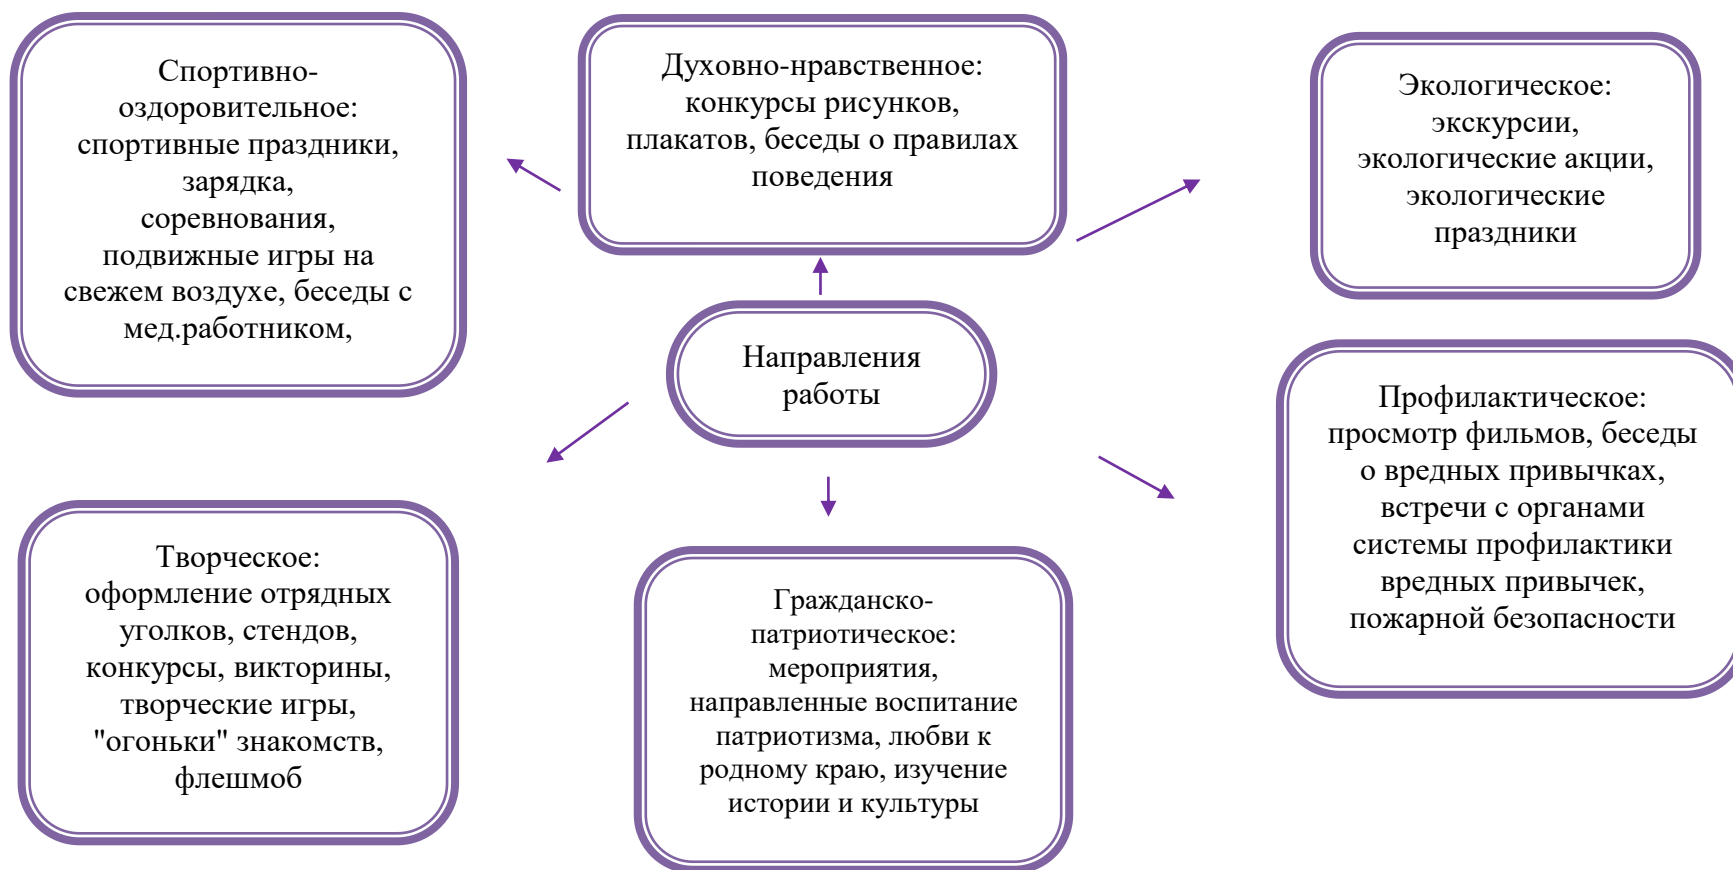 Спортивно-
оздоровительное:
спортивные праздники,
зарядка,
соревнования,
подвижные игры на
свежем воздухе, беседы с
мед.работником,
Духовно-нравственное:
конкурсы рисунков,
плакатов, беседы о правилах
поведения
Экологическое:
экскурсии,
экологические акции,
экологические
праздники
Направления
работы
Профилактическое:
просмотр фильмов, беседы
о вредных привычках,
встречи с органами
системы профилактики
вредных привычек,
пожарной безопасности
Творческое:
оформление отрядных
уголков, стендов,
конкурсы, викторины,
творческие игры,
"огоньки" знакомств,
флешмоб
Гражданско-
патриотическое:
мероприятия,
направленные воспитание
патриотизма, любви к
родному краю, изучение
истории и культуры